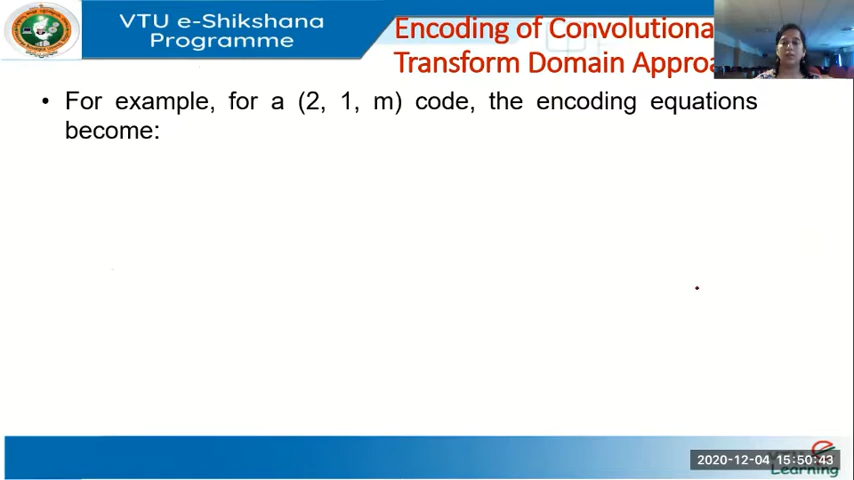 VTU e-Shikshana
Programme
Encoding of Convolutiona
Transform Domain Approa
• For example, for a (2, 1, m) code, the encoding equations
become:
2020-12-04 15:50:43
Learning